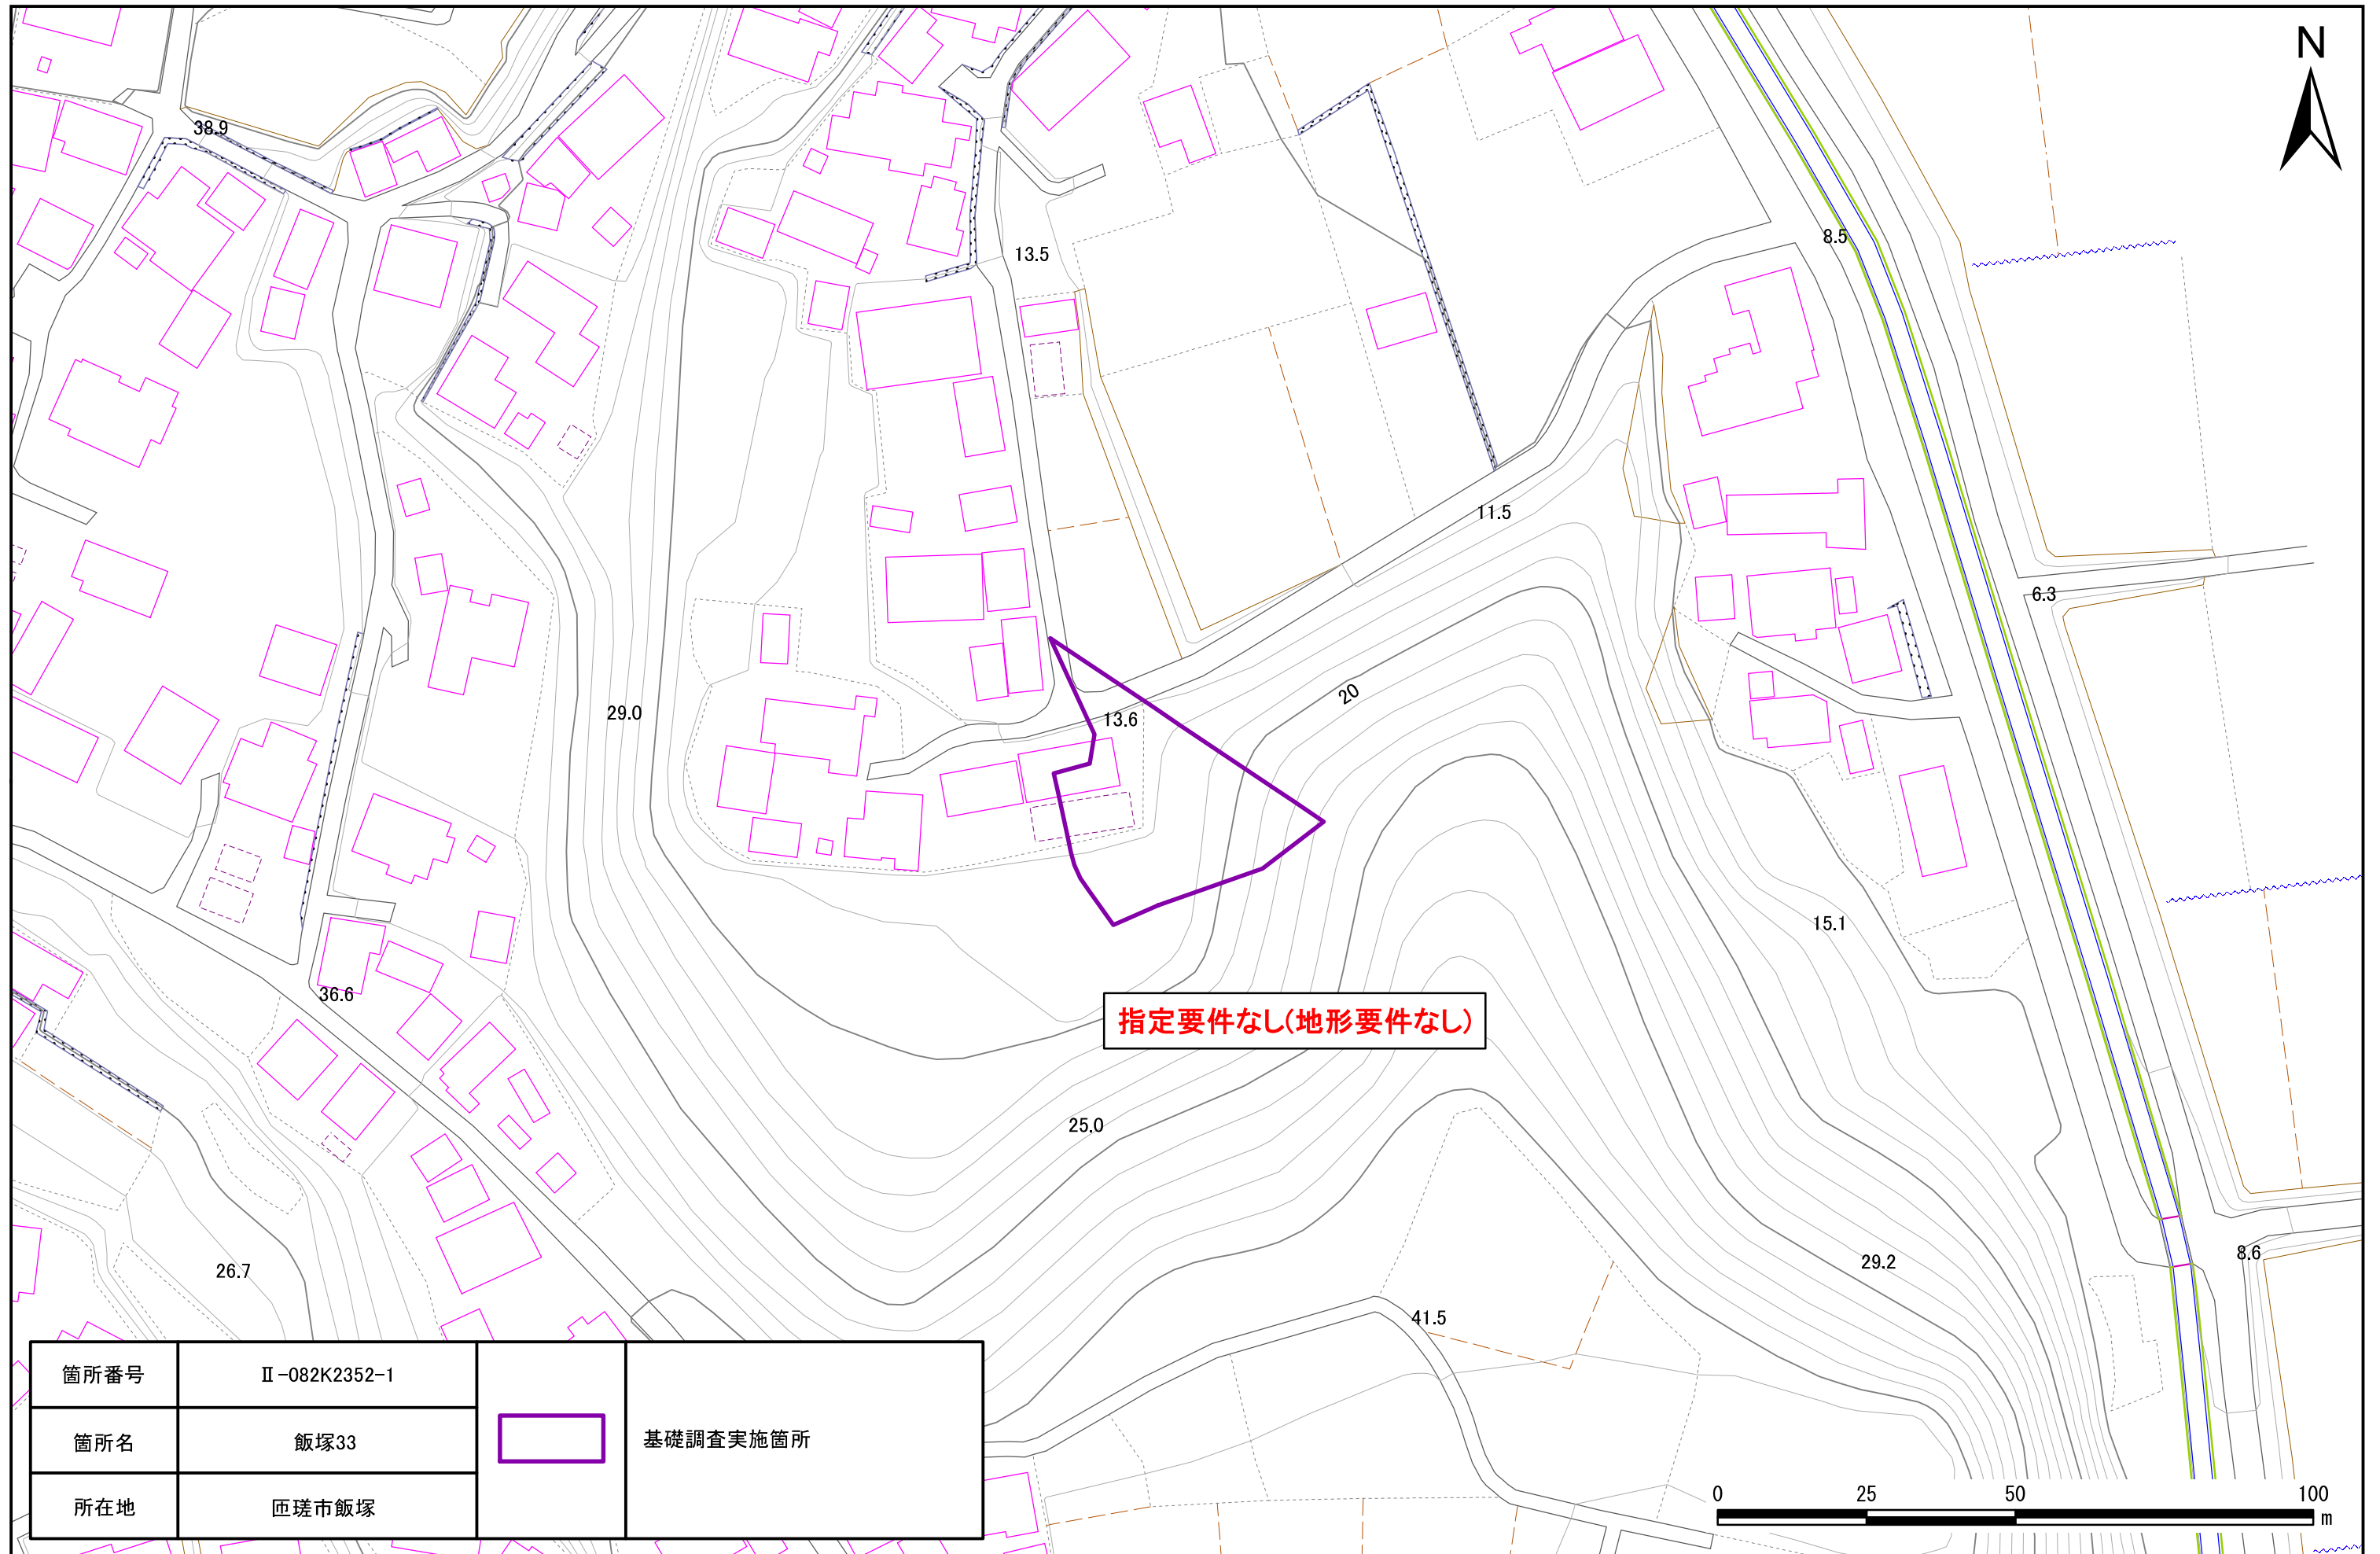 N
38.9
13.5
8.5
11.5
6.3
20
29.0
13.6
15.1
36.6
指定要件なし(地形要件なし)
25.0
26.7
29.2
8.6
41.5
箇所番号 Ⅱ-082K2352-1
箇所名 飯塚33
所在地 匝瑳市飯塚
基礎調査実施箇所
0 25 50 100
m